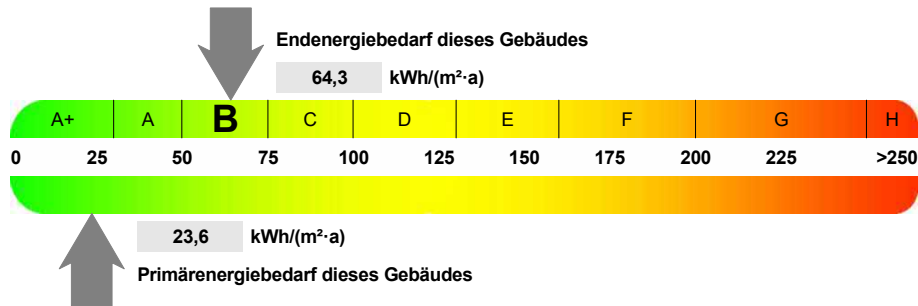 Endenergiebedarf dieses Gebäudes
64,3 kWh/(m²·a)
A+ A B C D E F G H
0 25 50 75 100 125 150 175 200 225 >250
23,6 kWh/(m²·a)
Primärenergiebedarf dieses Gebäudes